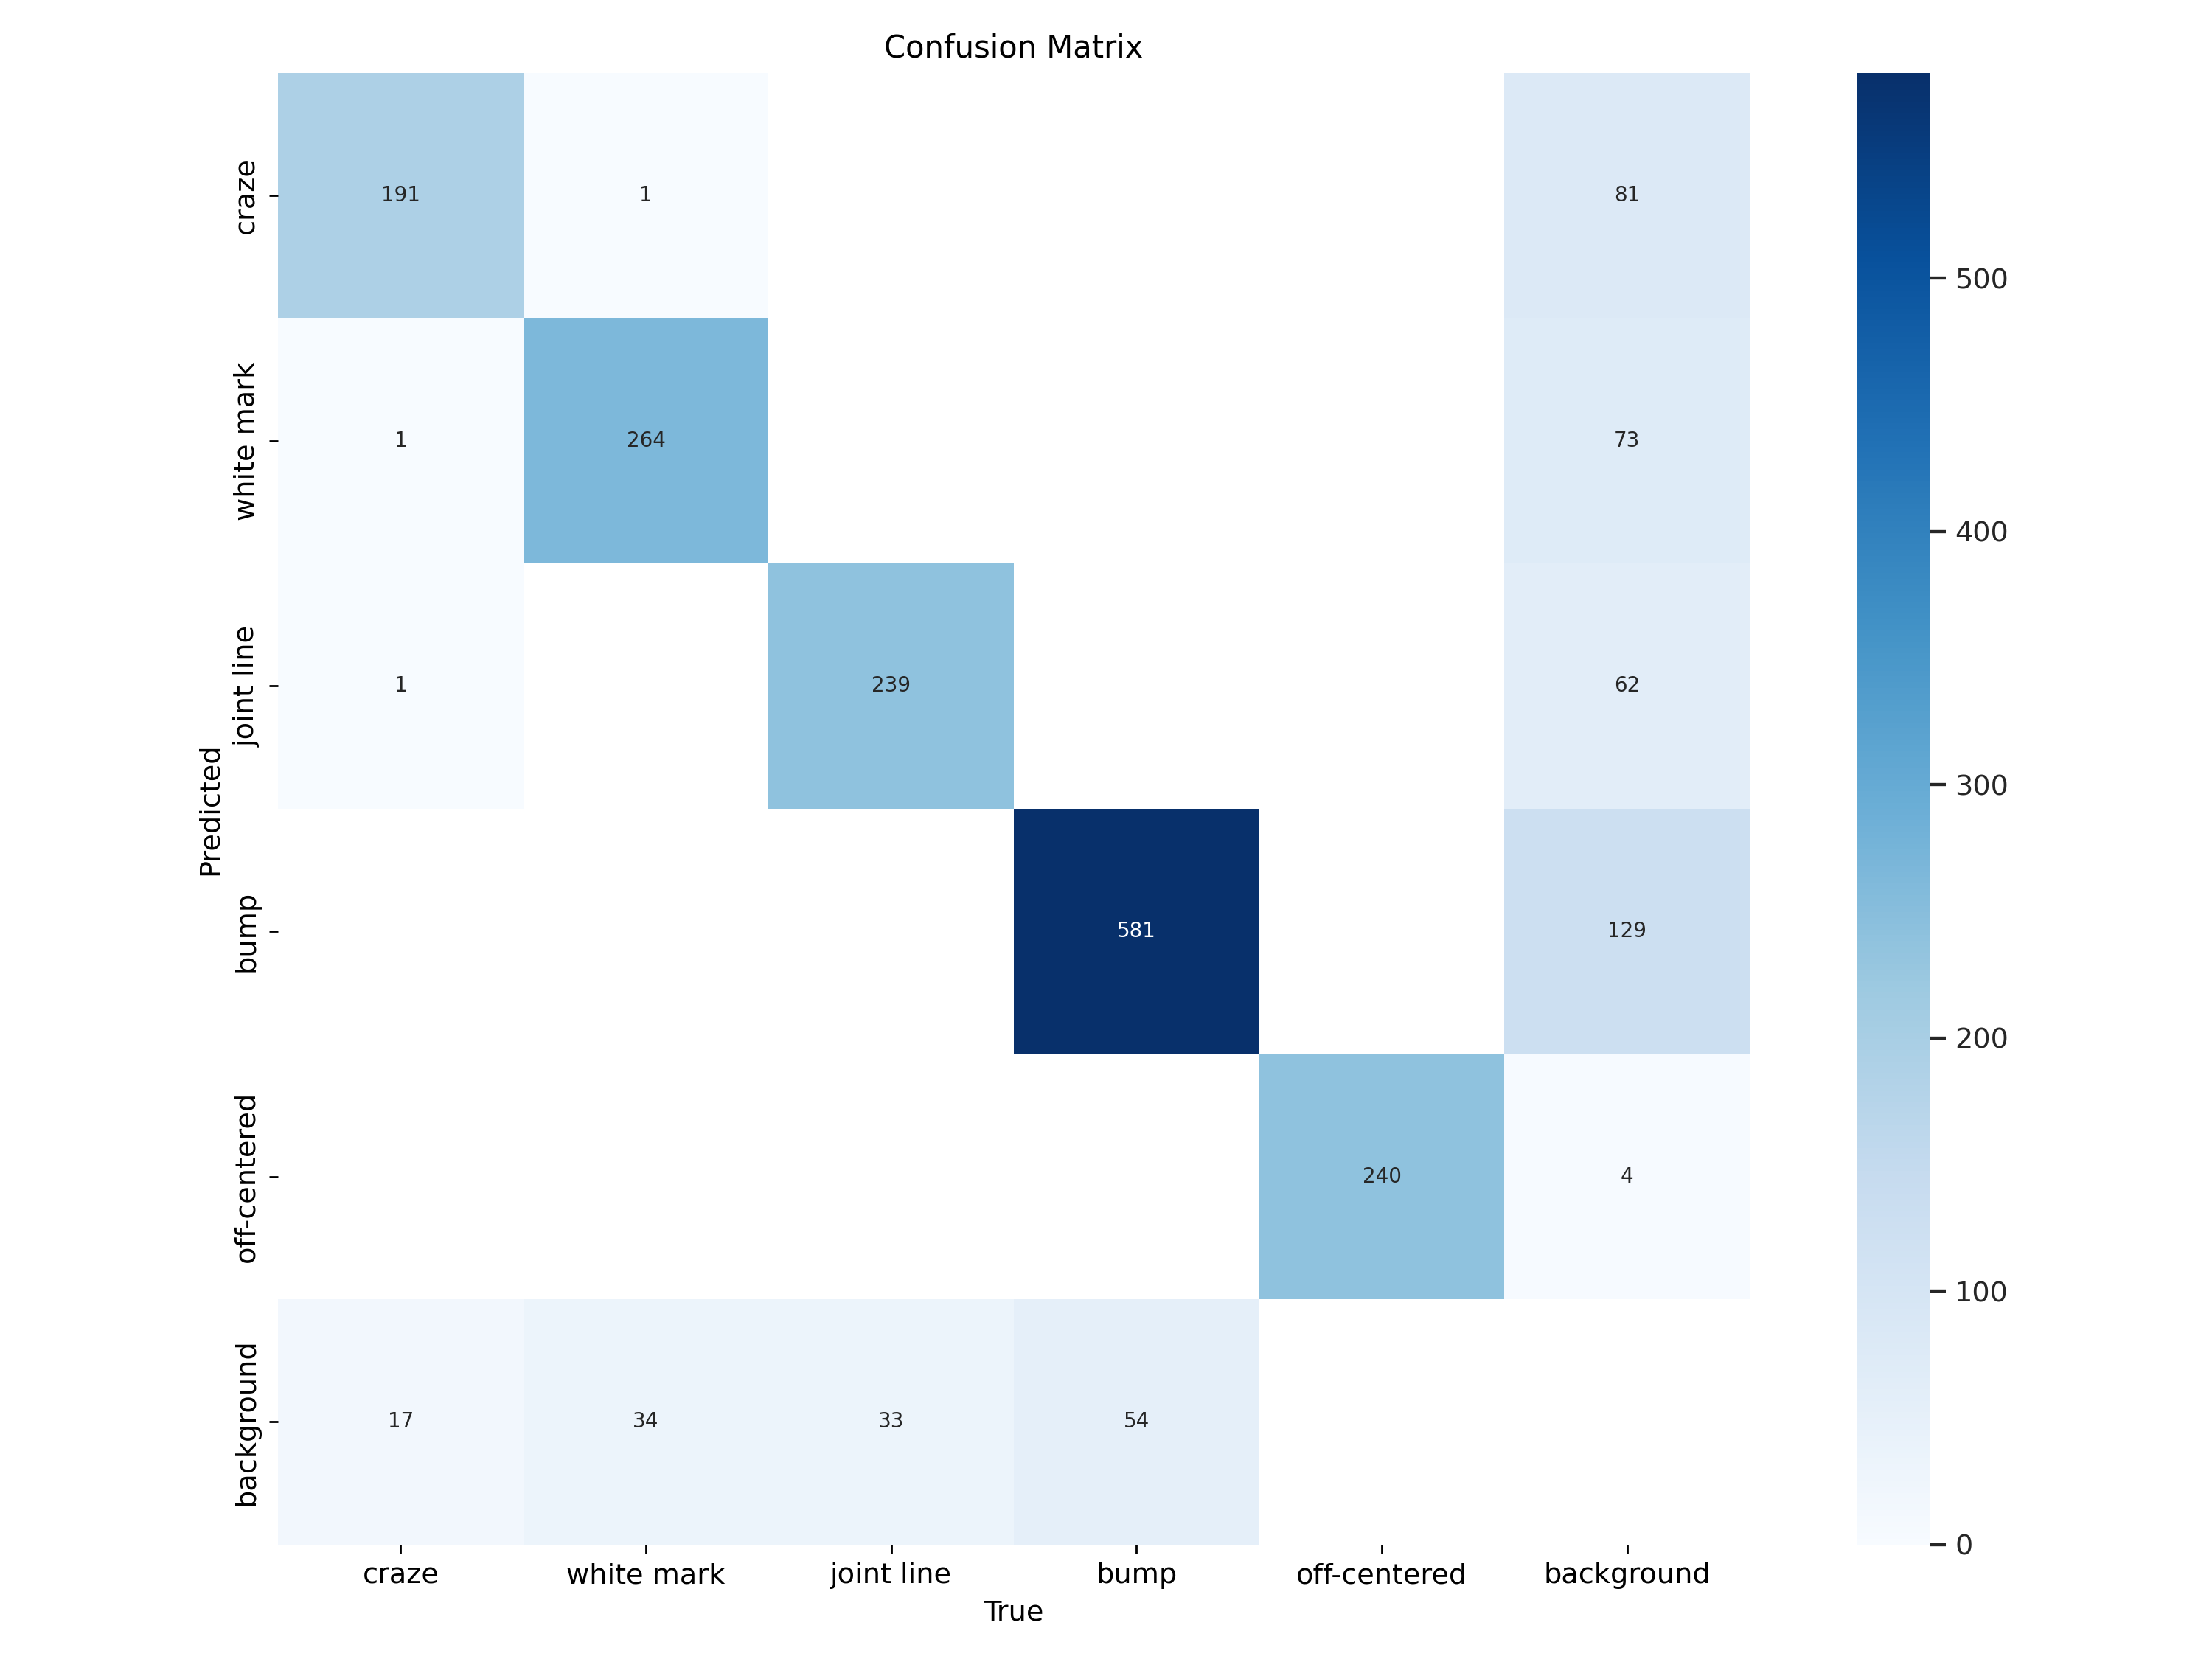 Confusion Matrix
craze
191
1
81
500
white mark
1
264
73
400
joint line
1
239
62
300
Predicted
bump
581
129
200
off-centered
240
4
100
background
17
34
33
54
0
craze
white mark
joint line
bump
off-centered
background
True